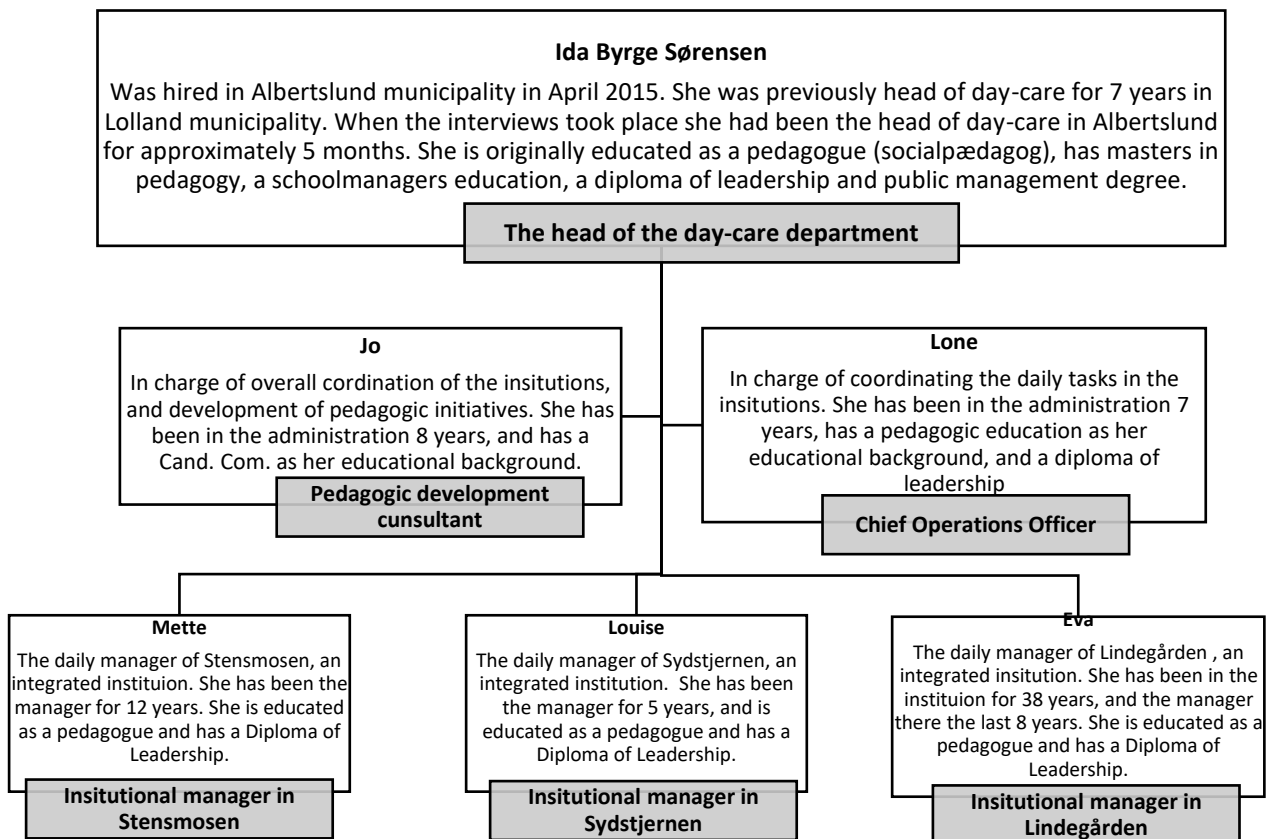 Ida Byrge Sørensen
Was hired in Albertslund municipality in April 2015. She was previously head of day-care for 7 years in
Lolland municipality. When the interviews took place she had been the head of day-care in Albertslund
for approximately 5 months. She is originally educated as a pedagogue (socialpædagog), has masters in
pedagogy, a schoolmanagers education, a diploma of leadership and public management degree.
The head of the day-care department
Jo
In charge of overall cordination of the insitutions,
and development of pedagogic initiatives. She has
been in the administration 8 years, and has a
Cand. Com. as her educational background.
Pedagogic development
cunsultant
Lone
In charge of coordinating the daily tasks in the
insitutions. She has been in the administration 7
years, has a pedagogic education as her
educational background, and a diploma of
leadership
Chief Operations Officer
Mette
The daily manager of Stensmosen, an
integrated instituion. She has been the
manager for 12 years. She is educated
as a pedagogue and has a Diploma of
Leadership.
Insitutional manager in
Stensmosen
Louise
The daily manager of Sydstjernen, an
integrated institution. She has been
the manager for 5 years, and is
educated as a pedagogue and has a
Diploma of Leadership.
Insitutional manager in
Sydstjernen
Eva
The daily manager of Lindegården , an
integrated insitution. She has been in the
instituion for 38 years, and the manager
there the last 8 years. She is educated as a
pedagogue and has a Diploma of
Leadership.
Insitutional manager in
Lindegården